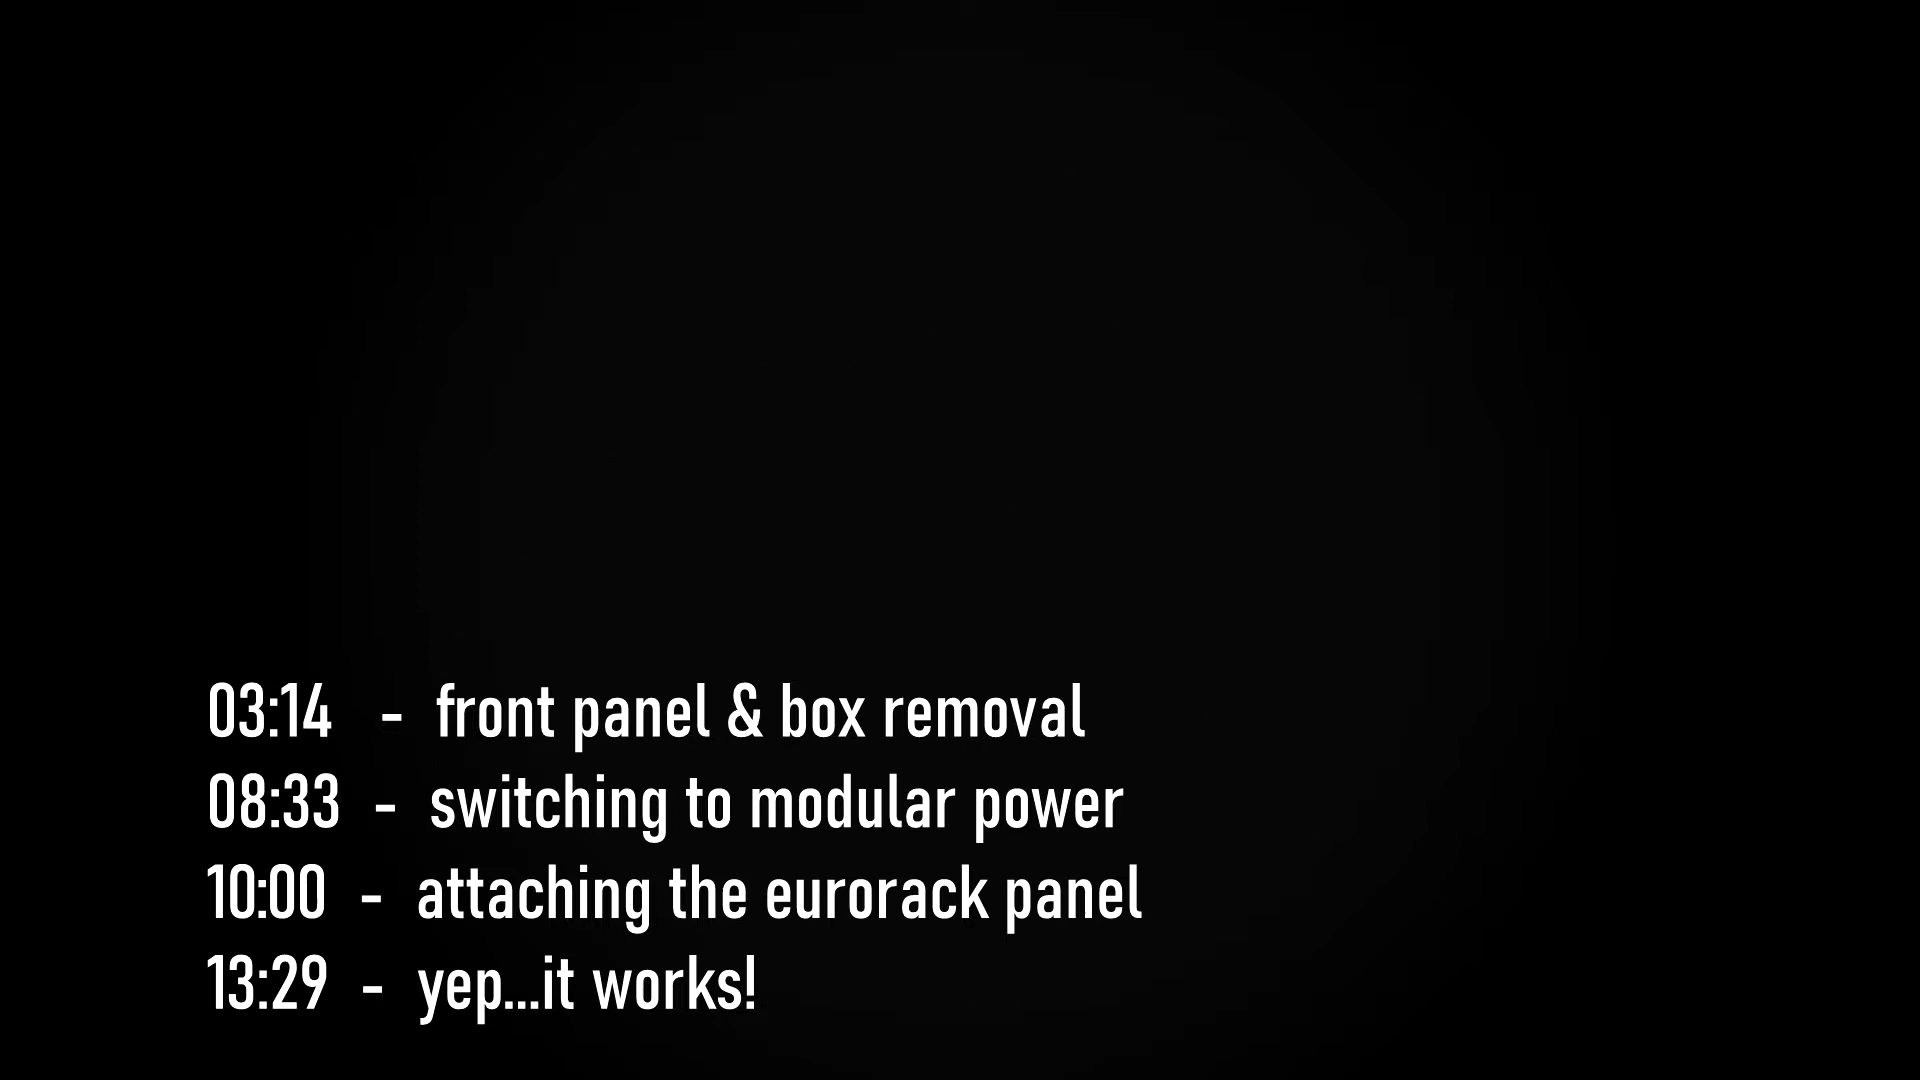 03:14 - front panel & box removal
08:33 - switching to modular power
10:00 - attaching the eurorack panel
13:29 - yep...it works!